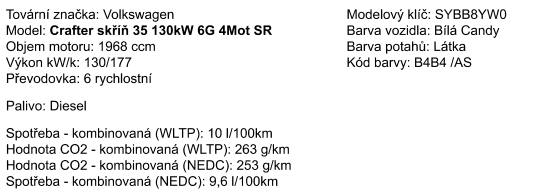 Tovární značka: Volkswagen
Model: Crafter skříň 35 130kW 6G 4Mot SR
Objem motoru: 1968 ccm
Výkon kW/k: 130/177
Převodovka: 6 rychlostní
Palivo: Diesel
Spotřeba - kombinovaná (WLTP): 10 l/100km
Hodnota CO2 - kombinovaná (WLTP): 263 g/km
Hodnota CO2 - kombinovaná (NEDC): 253 g/km
Spotřeba - kombinovaná (NEDC): 9,6 l/100km
Modelový klíč: SYBB8YW0
Barva vozidla: Bílá Candy
Barva potahů: Látka
Kód barvy: B4B4 /AS